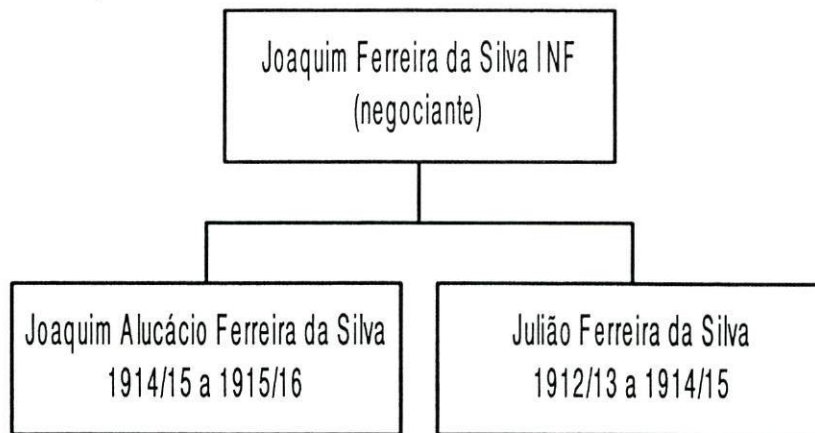 Joaquim Ferreira da Silva INF
(negociante)
Joaquim Alucácio Ferreira da Silva
1914/15 a 1915/16
Julião Ferreira da Silva
1912/13 a 1914/15